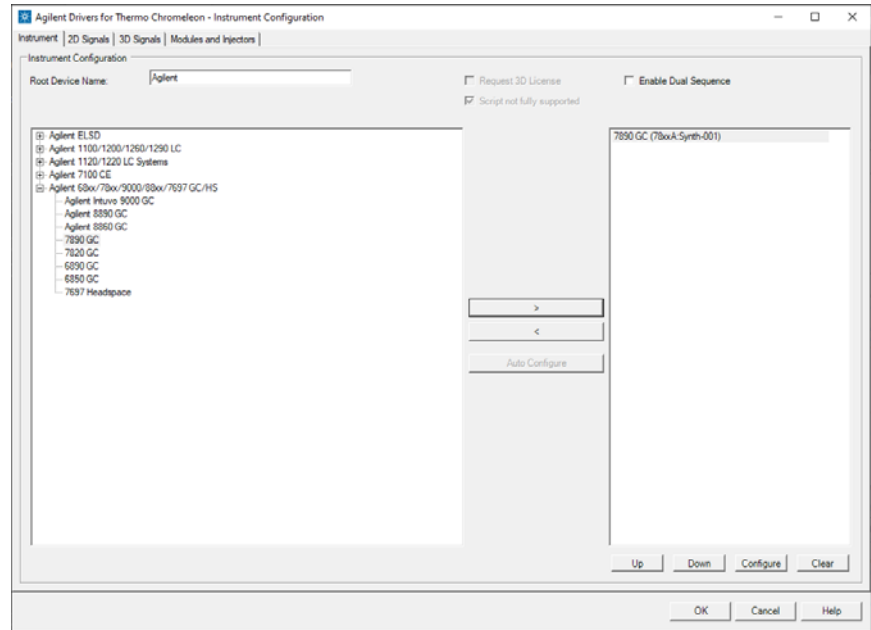 Agilent Drivers for Thermo Chromeleon - Instrument Configuration
Instrument 2D Signals 3D Signals Modules and Injectors
Instrument Configuration
Root Device Name: Agilent Request 3D License Enable Dual Sequence
Script not fully supported
Agilent ELSD
Agilent 1100/1200/1260/1290 LC
Agilent 1120/1220 LC Systems
Agilent 7100 CE
Agilent 68xx/78xx/9000/88xx/7697 GC/HS
Agilent Intuvo 9000 GC
Agilent 8890 GC
Agilent 8860 GC
7890 GC
7820 GC
6890 GC
6850 GC
7697 Headspace
>
<
Auto Configure
7890 GC (78xxA:Synth-001)
Up Down Configure Clear
OK Cancel Help